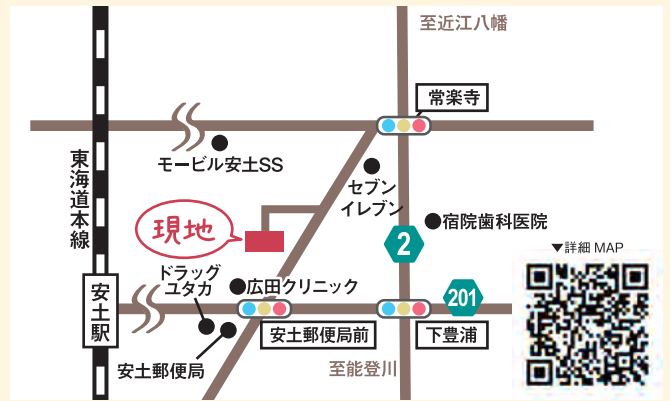 至近江八幡
常楽寺
モービル安土SS
セブン
イレブン
東海道本線
宿院歯科医院
現地
2
▼詳細 MAP
ドラッグ
ユタカ
広田クリニック
201
安土駅
安土郵便局前
下豊浦
安土郵便局
至能登川